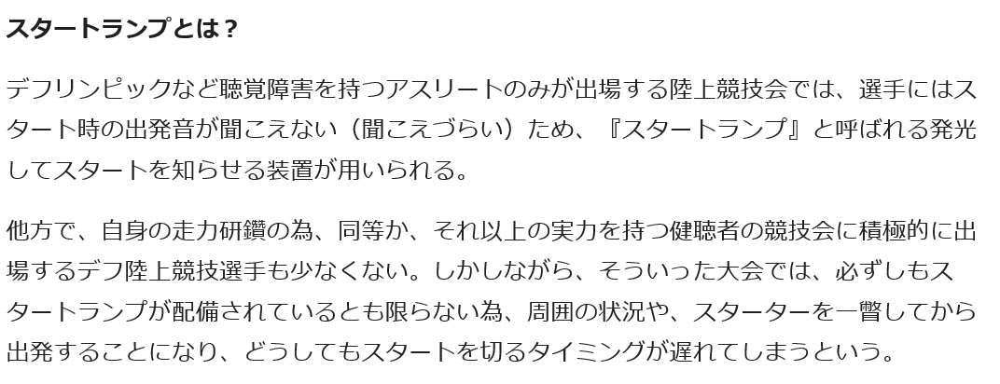 スタートランプとは？
デフリンピックなど聴覚障害を持つアスリートのみが出場する陸上競技会では、選手にはス
タート時の出発音が聞こえない（聞こえづらい）ため、『スタートランプ』と呼ばれる発光
してスタートを知らせる装置が用いられる。
他方で、自身の走力研鑽の為、同等か、それ以上の実力を持つ健聴者の競技会に積極的に出
場するデフ陸上競技選手も少なくない。しかしながら、そういった大会では、必ずしもス
タートランプが配備されているとも限らない為、周囲の状況や、スターターを一瞥してから
出発することになり、どうしてもスタートを切るタイミングが遅れてしまうという。